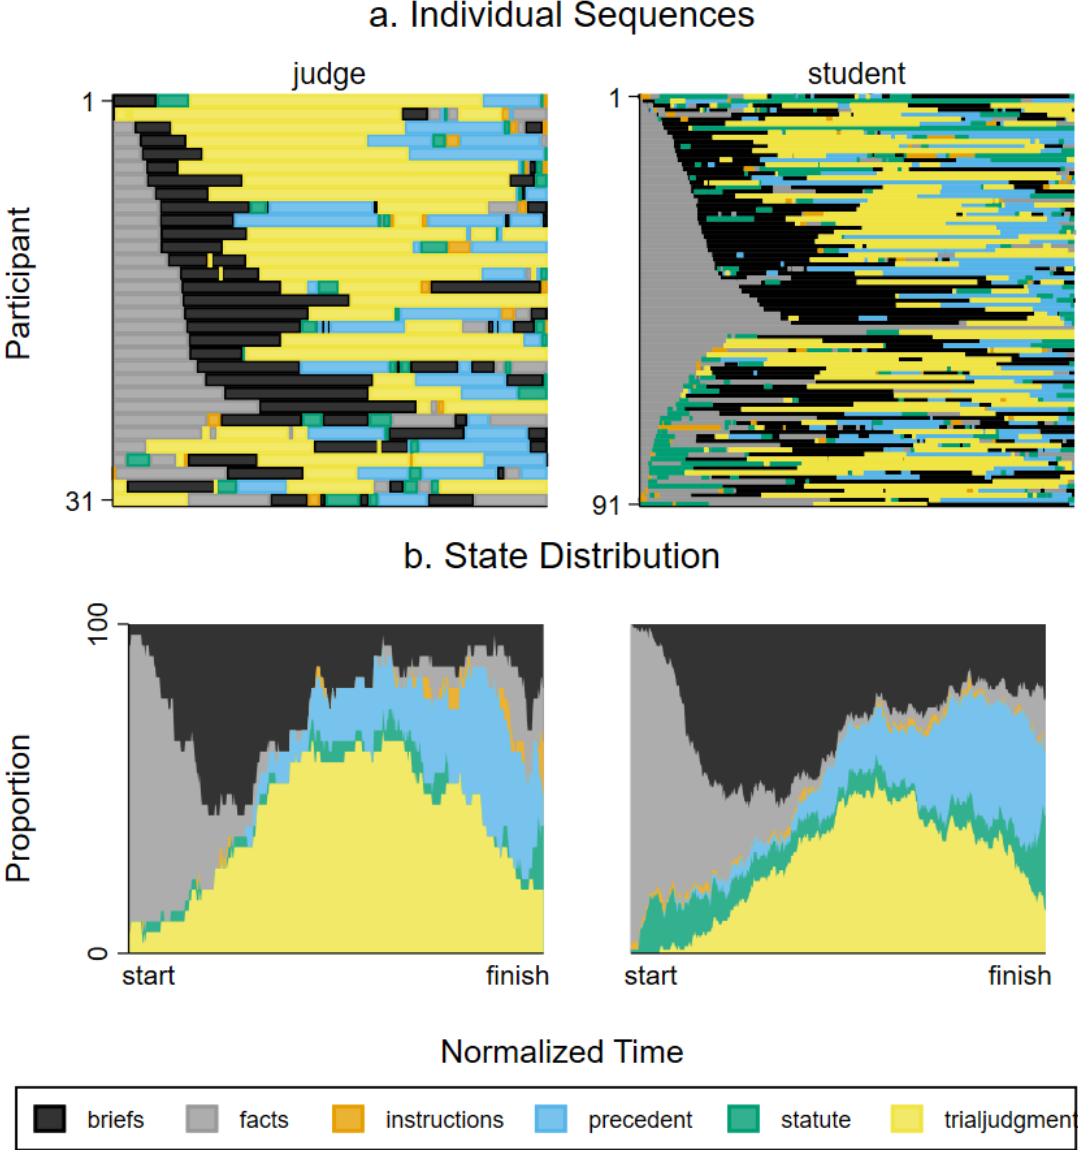 a. Individual Sequences
judge
student
1
1
Participant
31
91
b. State Distribution
100
Proportion
0
start
finish
start
finish
Normalized Time
briefs
facts
instructions
precedent
statute
trialjudgment